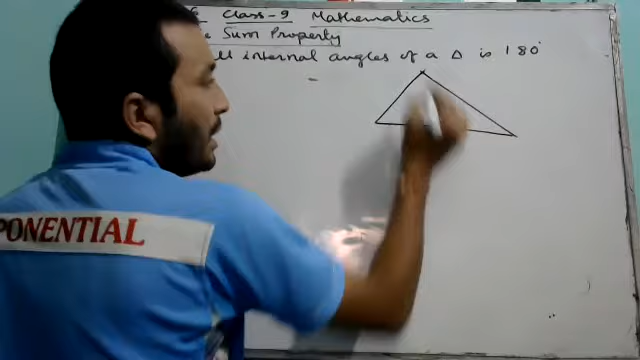 Class-9 Mathematics
Sum Property
internal angles of a Δ is 180°
PONENTIAL